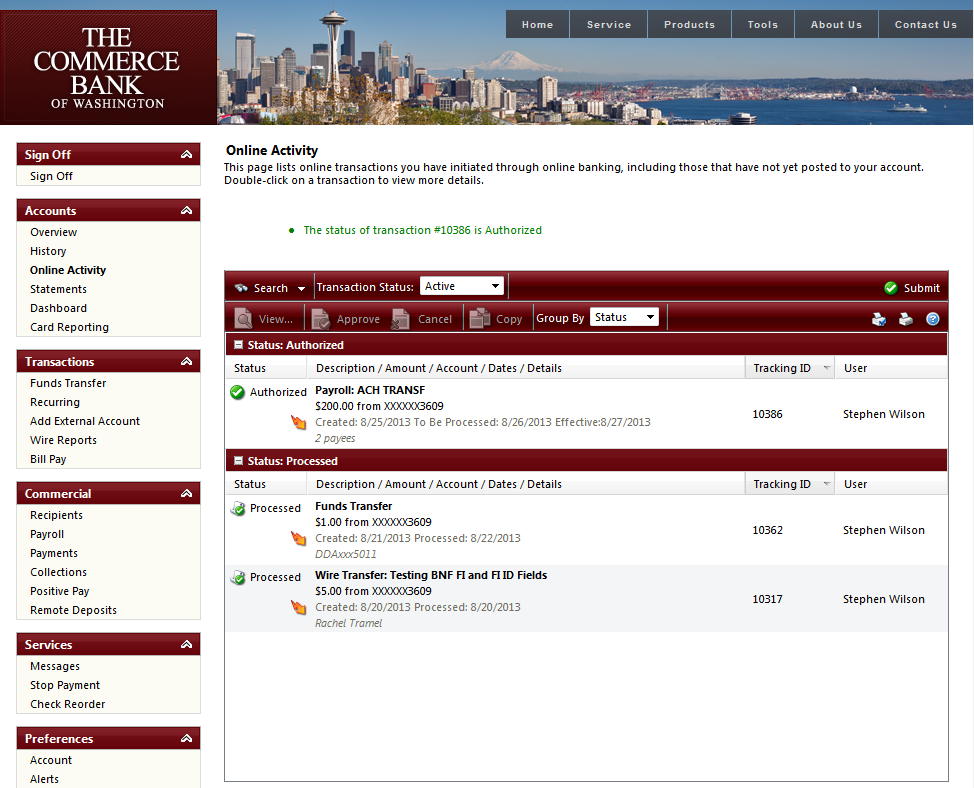 THE
COMMERCE
BANK
OF WASHINGTON
Home Service Products Tools About Us Contact Us
Sign Off
Sign Off
Accounts
Overview
History
Online Activity
Statements
Dashboard
Card Reporting
Transactions
Funds Transfer
Recurring
Add External Account
Wire Reports
Bill Pay
Commercial
Recipients
Payroll
Payments
Collections
Positive Pay
Remote Deposits
Services
Messages
Stop Payment
Check Reorder
Preferences
Account
Alerts
Online Activity
This page lists online transactions you have initiated through online banking, including those that have not yet posted to your account.
Double-click on a transaction to view more details.
• The status of transaction #10386 is Authorized
Search Transaction Status: Active Submit
View... Approve Cancel Copy Group By Status
Status: Authorized
Status Description / Amount / Account / Dates / Details Tracking ID User
Authorized Payroll: ACH TRANSF
$200.00 from XXXXXX3609
10386 Stephen Wilson
Created: 8/25/2013 To Be Processed: 8/26/2013 Effective:8/27/2013
2 payees
Status: Processed
Status Description / Amount / Account / Dates / Details Tracking ID User
Processed Funds Transfer
$1.00 from XXXXXX3609
10362 Stephen Wilson
Created: 8/21/2013 Processed: 8/22/2013
DDAxxx5011
Processed Wire Transfer: Testing BNF FI and FI ID Fields
$5.00 from XXXXXX3609
10317 Stephen Wilson
Created: 8/20/2013 Processed: 8/20/2013
Rachel Tramel